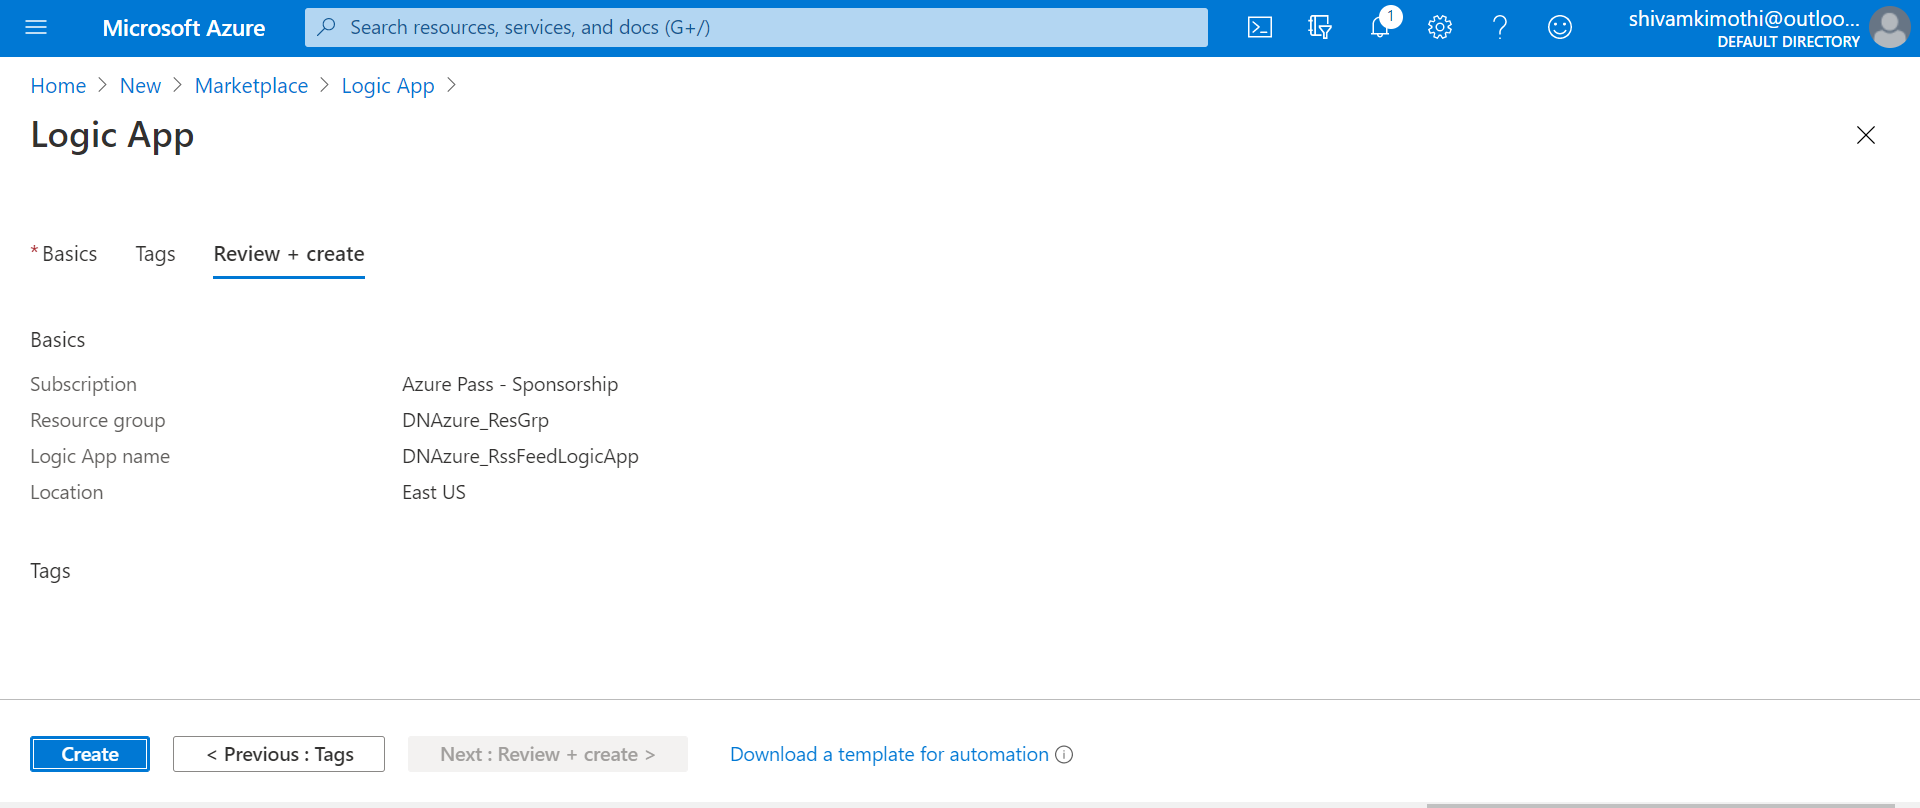 Microsoft Azure
Search resources, services, and docs (G+/)
1
shivamkimothi@outloo...
DEFAULT DIRECTORY
Home > New > Marketplace > Logic App >
Logic App
* Basics Tags Review + create
Basics
Subscription Azure Pass - Sponsorship
Resource group DNAzure_ResGrp
Logic App name DNAzure_RssFeedLogicApp
Location East US
Tags
Create < Previous : Tags Next : Review + create > Download a template for automation